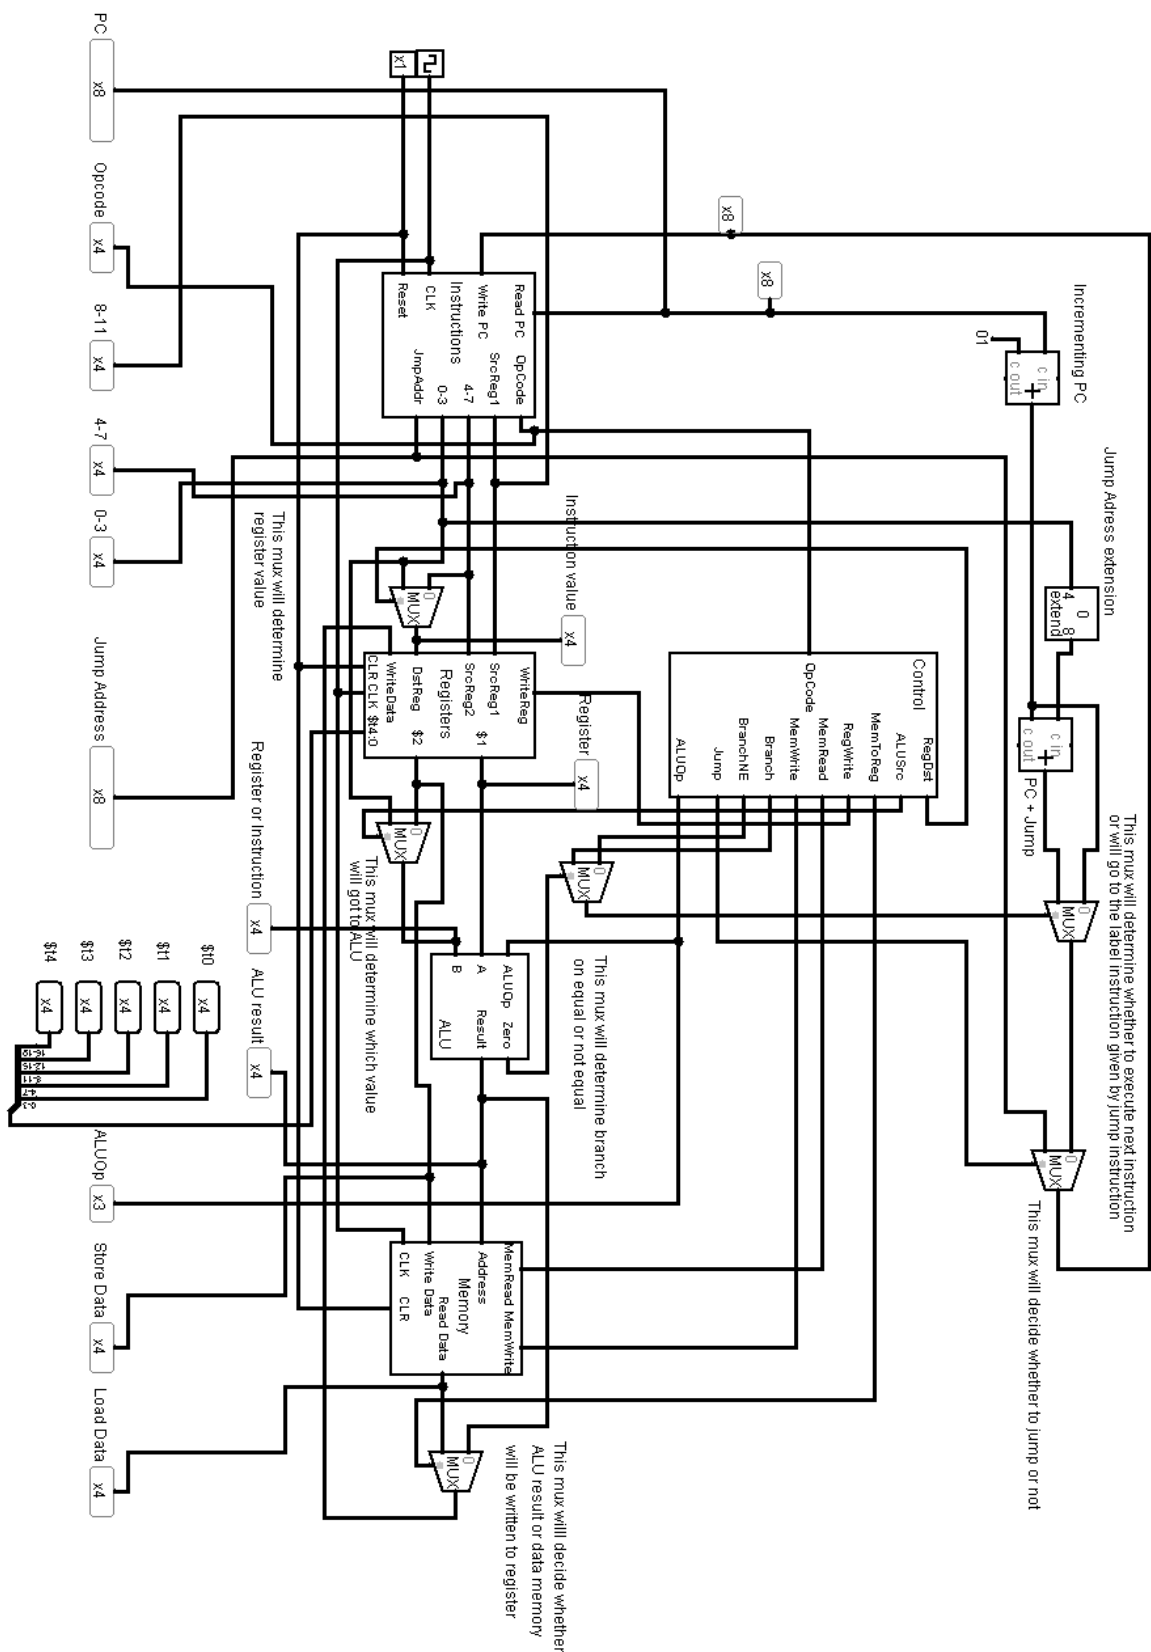 PC
x8
Opcode
x4
8-11
x4
4-7
x4
0-3
x4
Jump Address
x8
Register or Instruction
x4
ALU result
x4
ALUOp
x3
Store Data
x4
Load Data
x4
$t0
x4
$t1
x4
$t2
x4
$t3
x4
$t4
x4
x1
Read PC
OpCode
Write PC
SrcReg1
Instructions
4-7
CLK
0-3
Reset
JmpAddr
x8
x8
Incrementing PC
01
c in
+
c out
Jump Adress extension
4
0
8
extend
c in
+
c out
PC + Jump
This mux will determine
register value
0
MUX
Instruction value
x4
WriteReg
SrcReg1
$1
SrcReg2
Registers
DstReg
$2
WriteData
CLR CLK $t4:0
Register
x4
Control
OpCode
RegDst
ALUSrc
MemToReg
RegWrite
MemRead
MemWrite
Branch
BranchNE
Jump
ALUOp
0
MUX
This mux will determine which value
will got to ALU
0
MUX
This mux will determine branch
on equal or not equal
ALUOp
Zero
A
Result
B
ALU
0
MUX
This mux will determine whether to execute next instruction
or will go to the label instruction given by jump instruction
0
MUX
This mux will decide whether to jump or not
MemRead MemWrite
Address
Memory
Write Data
Read Data
CLK
CLR
0
MUX
This mux willl decide whether
ALU result or data memory
will be written to register